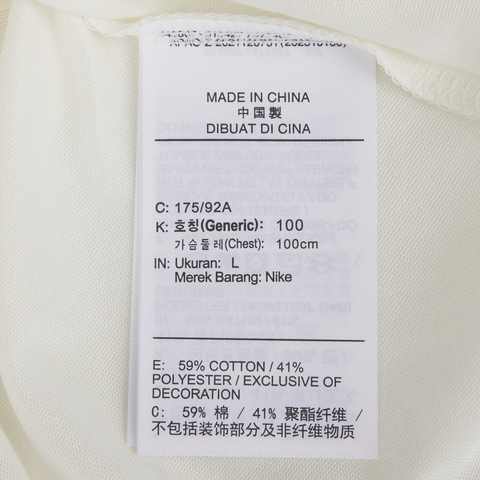 MADE IN CHINA
中国製
DIBUAT DI CINA
C: 175/92A
K: 호칭(Generic): 100
가슴둘레(Chest): 100cm
IN: Ukuran: L
Merek Barang: Nike
E: 59% COTTON / 41%
POLYESTER / EXCLUSIVE OF
DECORATION
C: 59% 棉 / 41% 聚酯纤维 /
不包括装饰部分及非纤维物质